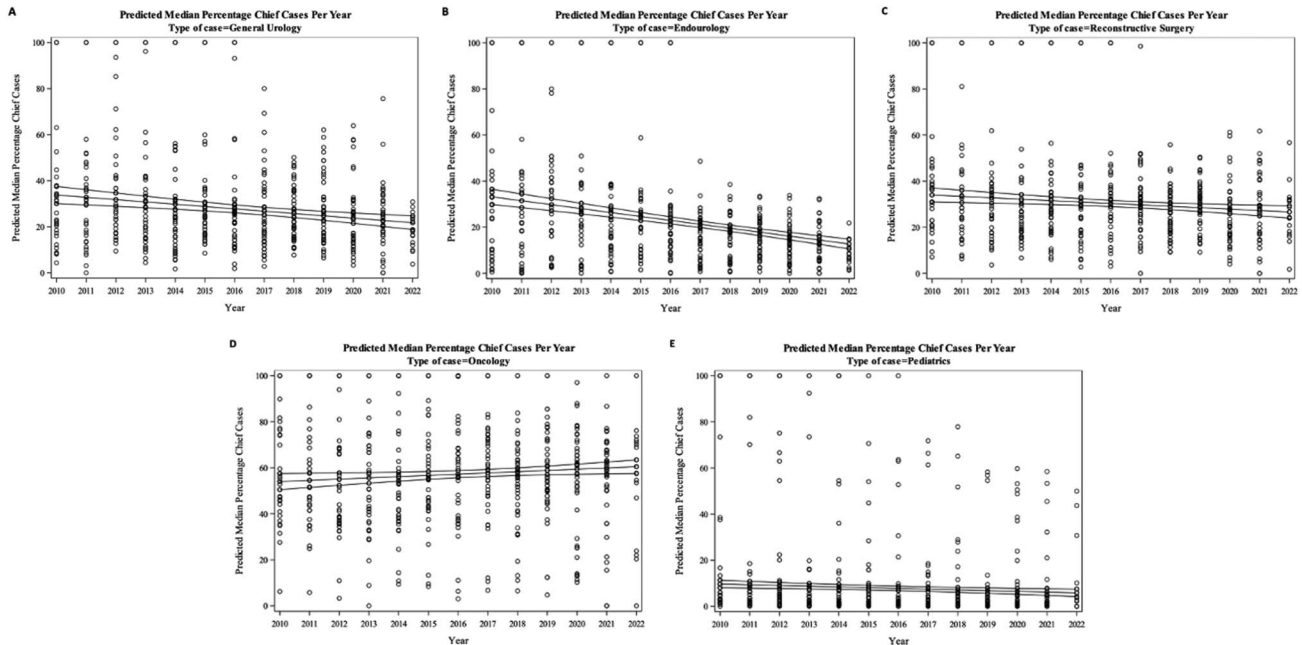 A
Predicted Median Percentage Chief Cases Per Year
Type of case=General Urology
Predicted Median Percentage Chief Cases
100
80
60
40
20
0
2010 2011 2012 2013 2014 2015 2016 2017 2018 2019 2020 2021 2022
Year
B
Predicted Median Percentage Chief Cases Per Year
Type of case=Endourology
Predicted Median Percentage Chief Cases
100
80
60
40
20
0
2010 2011 2012 2013 2014 2015 2016 2017 2018 2019 2020 2021 2022
Year
C
Predicted Median Percentage Chief Cases Per Year
Type of case=Reconstructive Surgery
Predicted Median Percentage Chief Cases
100
80
60
40
20
0
2010 2011 2012 2013 2014 2015 2016 2017 2018 2019 2020 2021 2022
Year
D
Predicted Median Percentage Chief Cases Per Year
Type of case=Oncology
Predicted Median Percentage Chief Cases
100
80
60
40
20
0
2010 2011 2012 2013 2014 2015 2016 2017 2018 2019 2020 2021 2022
Year
E
Predicted Median Percentage Chief Cases Per Year
Type of case=Pediatrics
Predicted Median Percentage Chief Cases
100
80
60
40
20
0
2010 2011 2012 2013 2014 2015 2016 2017 2018 2019 2020 2021 2022
Year